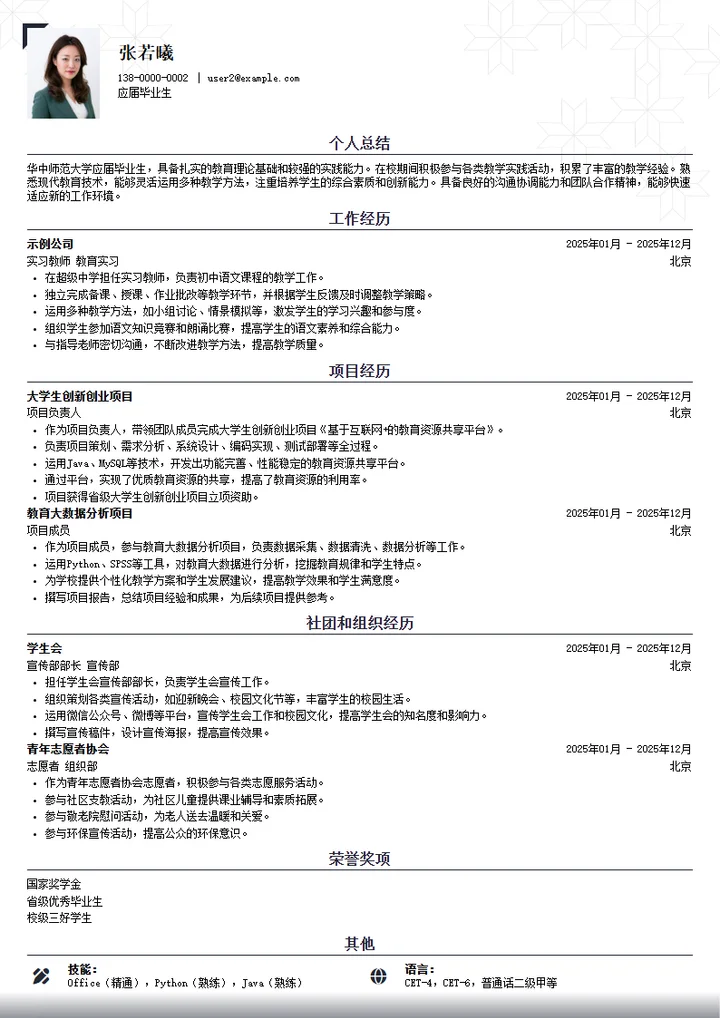 张若曦
138-0000-0002 | user2@example.com
应届毕业生
个人总结
华中师范大学应届毕业生，具备扎实的教育理论基础和较强的实践能力。在校期间积极参与各类教学实践活动，积累了丰富的教学经验。熟
悉现代教育技术，能够灵活运用多种教学方法，注重培养学生的综合素质和创新能力。具备良好的沟通协调能力和团队合作精神，能够快速
适应新的工作环境。
工作经历
示例公司 2025年01月 - 2025年12月
实习教师 教育实习 北京
• 在超级中学担任实习教师，负责初中语文课程的教学工作。
• 独立完成备课、授课、作业批改等教学环节，并根据学生反馈及时调整教学策略。
• 运用多种教学方法，如小组讨论、情景模拟等，激发学生的学习兴趣和参与度。
• 组织学生参加语文知识竞赛和朗诵比赛，提高学生的语文素养和综合能力。
• 与指导老师密切沟通，不断改进教学方法，提高教学质量。
项目经历
大学生创新创业项目 2025年01月 - 2025年12月
项目负责人 北京
• 作为项目负责人，带领团队成员完成大学生创新创业项目《基于互联网+的教育资源共享平台》。
• 负责项目策划、需求分析、系统设计、编码实现、测试部署等全过程。
• 运用Java、MySQL等技术，开发出功能完善、性能稳定的教育资源共享平台。
• 通过平台，实现了优质教育资源的共享，提高了教育资源的利用率。
• 项目获得省级大学生创新创业项目立项资助。
教育大数据分析项目 2025年01月 - 2025年12月
项目成员 北京
• 作为项目成员，参与教育大数据分析项目，负责数据采集、数据清洗、数据分析等工作。
• 运用Python、SPSS等工具，对教育大数据进行分析，挖掘教育规律和学生特点。
• 为学校提供个性化教学方案和学生发展建议，提高教学效果和学生满意度。
• 撰写项目报告，总结项目经验和成果，为后续项目提供参考。
社团和组织经历
学生会 2025年01月 - 2025年12月
宣传部部长 宣传部 北京
• 担任学生会宣传部部长，负责学生会宣传工作。
• 组织策划各类宣传活动，如迎新晚会、校园文化节等，丰富学生的校园生活。
• 运用微信公众号、微博等平台，宣传学生会工作和校园文化，提高学生会的知名度和影响力。
• 撰写宣传稿件，设计宣传海报，提高宣传效果。
青年志愿者协会 2025年01月 - 2025年12月
志愿者 组织部 北京
• 作为青年志愿者协会志愿者，积极参与各类志愿服务活动。
• 参与社区支教活动，为社区儿童提供课业辅导和素质拓展。
• 参与敬老院慰问活动，为老人送去温暖和关爱。
• 参与环保宣传活动，提高公众的环保意识。
荣誉奖项
国家奖学金
省级优秀毕业生
校级三好学生
其他
技能：
Office（精通），Python（熟练），Java（熟练）
语言：
CET-4，CET-6，普通话二级甲等